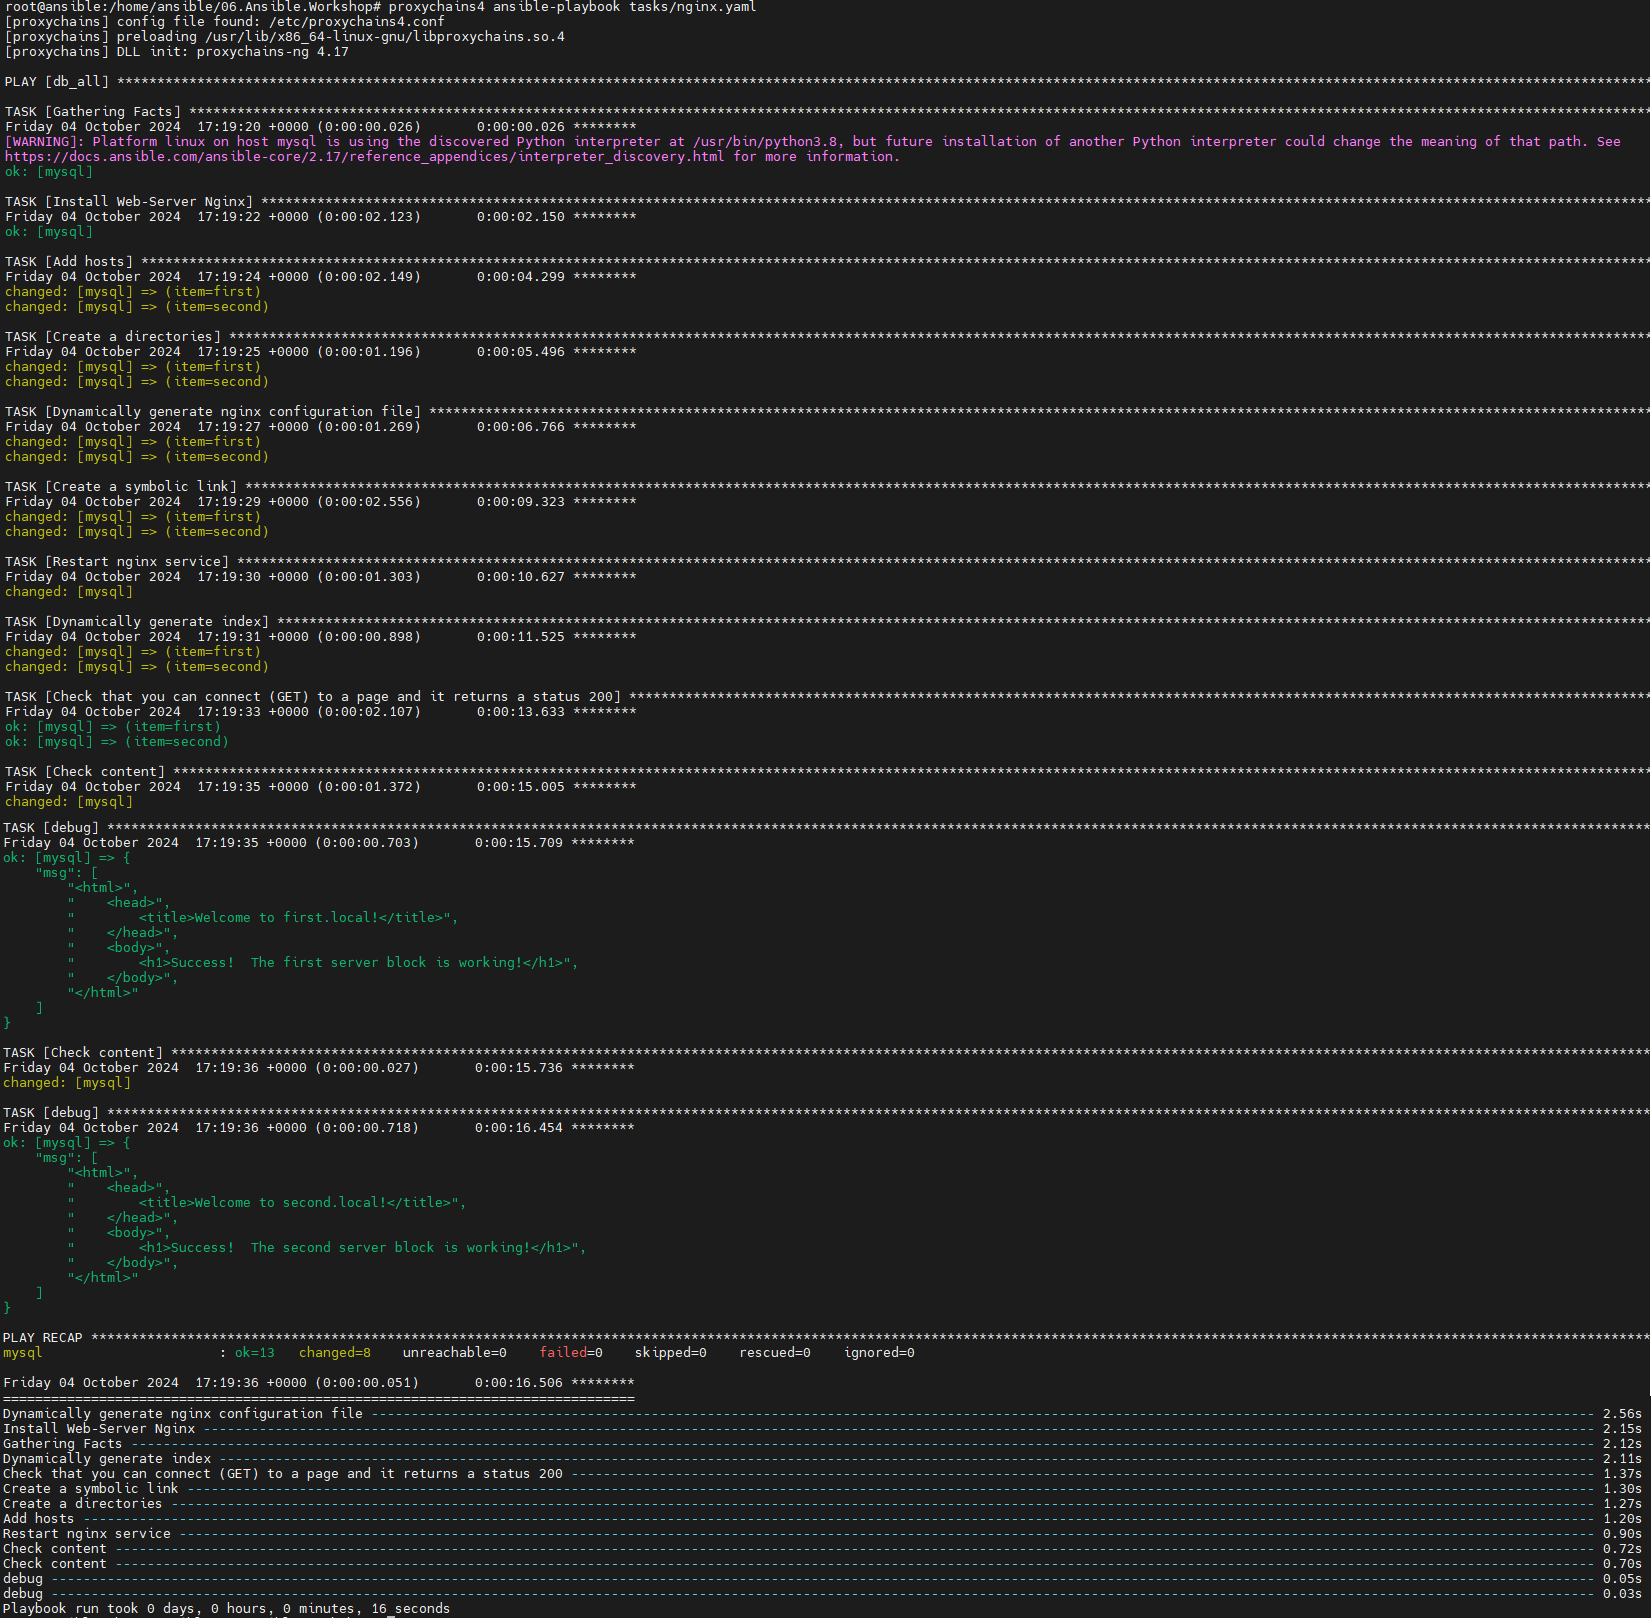 root@ansible:/home/ansible/06.Ansible.Workshop# proxychains4 ansible-playbook tasks/nginx.yaml
[proxychains] config file found: /etc/proxychains4.conf
[proxychains] preloading /usr/lib/x86_64-linux-gnu/libproxychains.so.4
[proxychains] DLL init: proxychains-ng 4.17
PLAY [db_all] ****************************************************************
TASK [Gathering Facts] ****************************************************************
Friday 04 October 2024  17:19:20 +0000 (0:00:00.026)       0:00:00.026 ********
[WARNING]: Platform linux on host mysql is using the discovered Python interpreter at /usr/bin/python3.8, but future installation of another Python interpreter could change the meaning of that path. See
https://docs.ansible.com/ansible-core/2.17/reference_appendices/interpreter_discovery.html for more information.
ok: [mysql]
TASK [Install Web-Server Nginx] ****************************************************************
Friday 04 October 2024  17:19:22 +0000 (0:00:02.123)       0:00:02.150 ********
ok: [mysql]
TASK [Add hosts] ****************************************************************
Friday 04 October 2024  17:19:24 +0000 (0:00:02.149)       0:00:04.299 ********
changed: [mysql] => (item=first)
changed: [mysql] => (item=second)
TASK [Create a directories] ****************************************************************
Friday 04 October 2024  17:19:25 +0000 (0:00:01.196)       0:00:05.496 ********
changed: [mysql] => (item=first)
changed: [mysql] => (item=second)
TASK [Dynamically generate nginx configuration file] ****************************************************************
Friday 04 October 2024  17:19:27 +0000 (0:00:01.269)       0:00:06.766 ********
changed: [mysql] => (item=first)
changed: [mysql] => (item=second)
TASK [Create a symbolic link] ****************************************************************
Friday 04 October 2024  17:19:29 +0000 (0:00:02.556)       0:00:09.323 ********
changed: [mysql] => (item=first)
changed: [mysql] => (item=second)
TASK [Restart nginx service] ****************************************************************
Friday 04 October 2024  17:19:30 +0000 (0:00:01.303)       0:00:10.627 ********
changed: [mysql]
TASK [Dynamically generate index] ****************************************************************
Friday 04 October 2024  17:19:31 +0000 (0:00:00.898)       0:00:11.525 ********
changed: [mysql] => (item=first)
changed: [mysql] => (item=second)
TASK [Check that you can connect (GET) to a page and it returns a status 200] ****************************************************************
Friday 04 October 2024  17:19:33 +0000 (0:00:02.107)       0:00:13.633 ********
ok: [mysql] => (item=first)
ok: [mysql] => (item=second)
TASK [Check content] ****************************************************************
Friday 04 October 2024  17:19:35 +0000 (0:00:01.372)       0:00:15.005 ********
changed: [mysql]
TASK [debug] ****************************************************************
Friday 04 October 2024  17:19:35 +0000 (0:00:00.703)       0:00:15.709 ********
ok: [mysql] => {
    "msg": [
        "<html>",
        "    <head>",
        "        <title>Welcome to first.local!</title>",
        "    </head>",
        "    <body>",
        "        <h1>Success!  The first server block is working!</h1>",
        "    </body>",
        "</html>"
    ]
}
TASK [Check content] ****************************************************************
Friday 04 October 2024  17:19:36 +0000 (0:00:00.027)       0:00:15.736 ********
changed: [mysql]
TASK [debug] ****************************************************************
Friday 04 October 2024  17:19:36 +0000 (0:00:00.718)       0:00:16.454 ********
ok: [mysql] => {
    "msg": [
        "<html>",
        "    <head>",
        "        <title>Welcome to second.local!</title>",
        "    </head>",
        "    <body>",
        "        <h1>Success!  The second server block is working!</h1>",
        "    </body>",
        "</html>"
    ]
}
PLAY RECAP ****************************************************************
mysql                      : ok=13   changed=8    unreachable=0    failed=0    skipped=0    rescued=0    ignored=0
Friday 04 October 2024  17:19:36 +0000 (0:00:00.051)       0:00:16.506 ********
===============================================================================
Dynamically generate nginx configuration file ---------------------------------------- 2.56s
Install Web-Server Nginx ---------------------------------------- 2.15s
Gathering Facts ---------------------------------------- 2.12s
Dynamically generate index ---------------------------------------- 2.11s
Check that you can connect (GET) to a page and it returns a status 200 ---------------------------------------- 1.37s
Create a symbolic link ---------------------------------------- 1.30s
Create a directories ---------------------------------------- 1.27s
Add hosts ---------------------------------------- 1.20s
Restart nginx service ---------------------------------------- 0.90s
Check content ---------------------------------------- 0.72s
Check content ---------------------------------------- 0.70s
debug ---------------------------------------- 0.05s
debug ---------------------------------------- 0.03s
Playbook run took 0 days, 0 hours, 0 minutes, 16 seconds